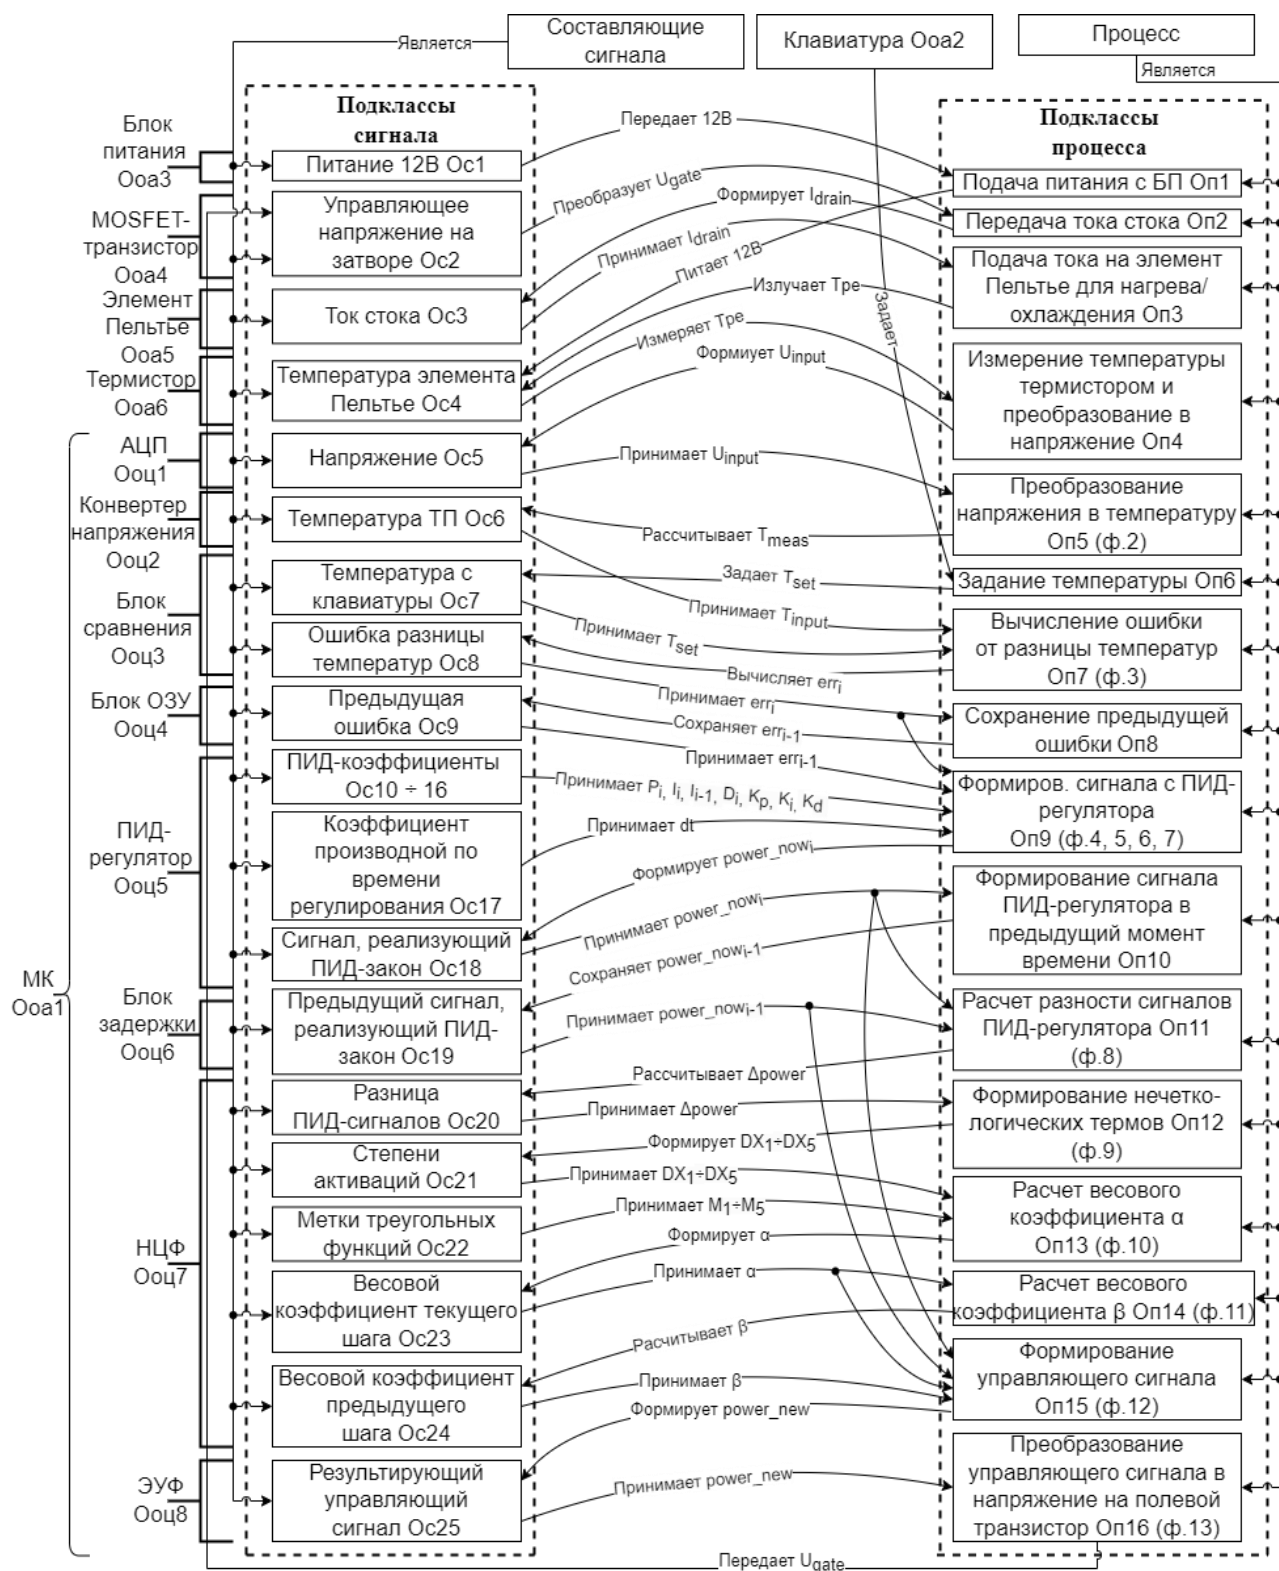 Составляющие
сигнала
Клавиатура Ооа2
Процесс
Является
Является
Подклассы
сигнала
Подклассы
процесса
Блок
питания
Ооа3
MOSFET-
транзистор
Ооа4
Элемент
Пельтье
Ооа5
Термистор
Ооа6
АЦП
Ооц1
Конвертер
напряжения
Ооц2
Блок
сравнения
Ооц3
Блок ОЗУ
Ооц4
ПИД-
регулятор
Ооц5
МК
Ооа1
Блок
задержки
Ооц6
НЦФ
Ооц7
ЭУФ
Ооц8
Питание 12В Ос1
Управляющее
напряжение на
затворе Ос2
Ток стока Ос3
Температура элемента
Пельтье Ос4
Напряжение Ос5
Температура ТП Ос6
Температура с
клавиатуры Ос7
Ошибка разницы
температур Ос8
Предыдущая
ошибка Ос9
ПИД-коэффициенты
Ос10 ÷ 16
Коэффициент
производной по
времени
регулирования Ос17
Сигнал, реализующий
ПИД-закон Ос18
Предыдущий сигнал,
реализующий ПИД-
закон Ос19
Разница
ПИД-сигналов Ос20
Степени
активаций Ос21
Метки треугольных
функций Ос22
Весовой
коэффициент текущего
шага Ос23
Весовой коэффициент
предыдущего
шага Ос24
Результирующий
управляющий
сигнал Ос25
Передает 12В
Преобразует Ugate
Формирует Idrain
Принимает Idrain
Питает 12В
Излучает Tpe
Задает
Измеряет Tpe
Формиует Uinput
Принимает Uinput
Рассчитывает Tmeas
Задает Tset
Принимает Tinput
Принимает Tset
Вычисляет erri
Принимает erri
Сохраняет erri-1
Принимает erri-1
Принимает Pi, Ii, Ii-1, Di, Kp, Ki, Kd
Принимает dt
Формирует power_nowi
Принимает power_nowi
Сохраняет power_nowi-1
Принимает power_nowi-1
Рассчитывает Δpower
Принимает Δpower
Формирует DX1÷DX5
Принимает DX1÷DX5
Принимает M1÷M5
Формирует α
Принимает α
Расчитывает β
Принимает β
Формирует power_new
Принимает power_new
Передает Ugate
Подача питания с БП Оп1
Передача тока стока Оп2
Подача тока на элемент
Пельтье для нагрева/
охлаждения Оп3
Измерение температуры
термистором и
преобразование в
напряжение Оп4
Преобразование
напряжения в температуру
Оп5 (ф.2)
Задание температуры Оп6
Вычисление ошибки
от разницы температур
Оп7 (ф.3)
Сохранение предыдущей
ошибки Оп8
Формиров. сигнала с ПИД-
регулятора
Оп9 (ф.4, 5, 6, 7)
Формирование сигнала
ПИД-регулятора в
предыдущий момент
времени Оп10
Расчет разности сигналов
ПИД-регулятора Оп11
(ф.8)
Формирование нечетко-
логических термов Оп12
(ф.9)
Расчет весового
коэффициента α
Оп13 (ф.10)
Расчет весового
коэффициента β Оп14 (ф.11)
Формирование
управляющего сигнала
Оп15 (ф.12)
Преобразование
управляющего сигнала в
напряжение на полевой
транзистор Оп16 (ф.13)